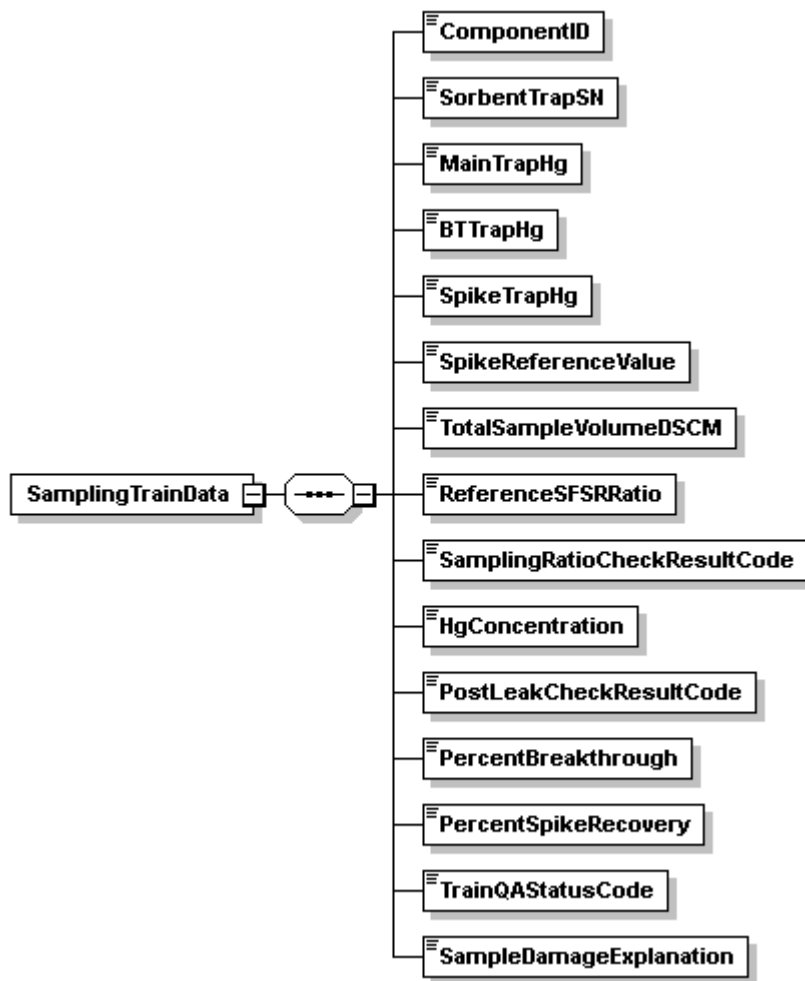 ComponentID
SorbentTrapSN
MainTrapHg
BTTrapHg
SpikeTrapHg
SpikeReferenceValue
TotalSampleVolumeDSCM
SamplingTrainData
ReferenceSFSRRatio
SamplingRatioCheckResultCode
HgConcentration
PostLeakCheckResultCode
PercentBreakthrough
PercentSpikeRecovery
TrainQAStatusCode
SampleDamageExplanation